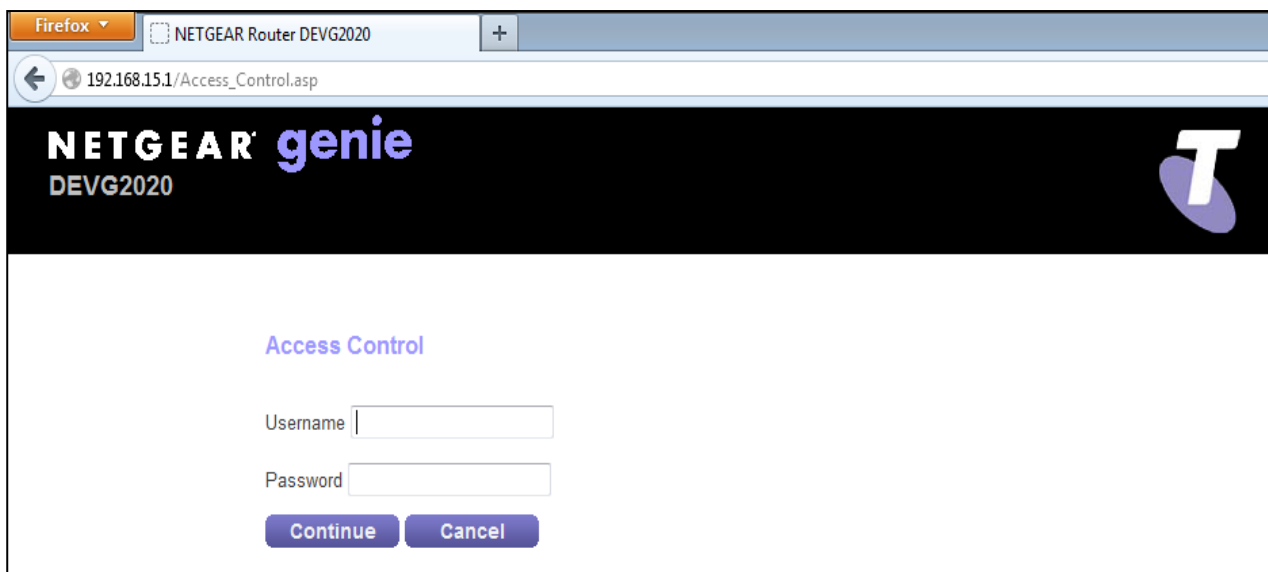 Firefox
NETGEAR Router DEVG2020 +
192.168.15.1/Access_Control.asp
NETGEAR® genie
DEVG2020
T
Access Control
Username
Password
Continue Cancel